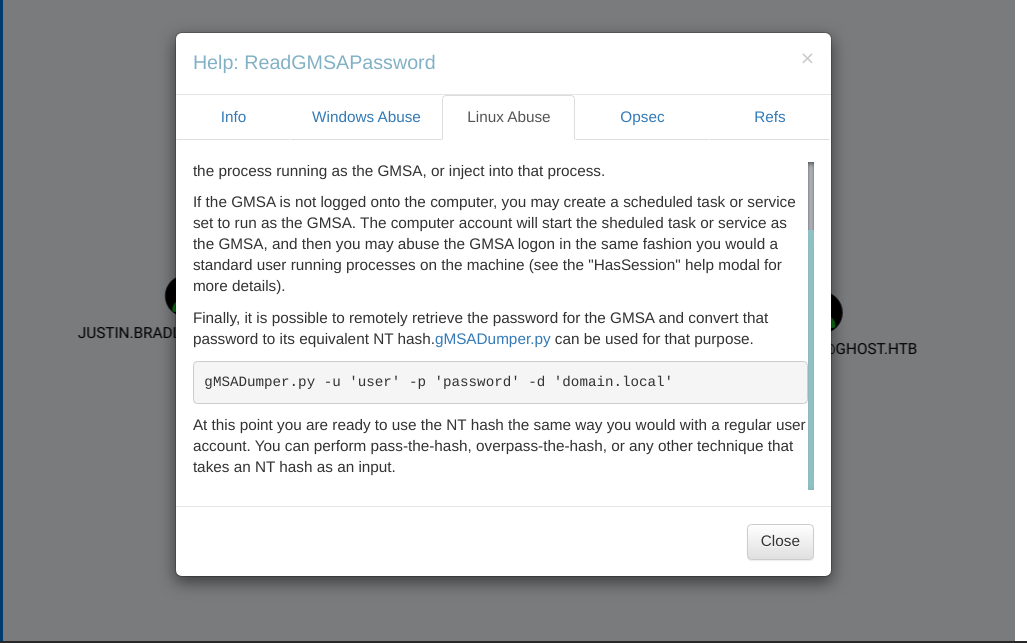 Help: ReadGMSAPassword
×
Info
Windows Abuse
Linux Abuse
Opsec
Refs
the process running as the GMSA, or inject into that process.
If the GMSA is not logged onto the computer, you may create a scheduled task or service
set to run as the GMSA. The computer account will start the sheduled task or service as
the GMSA, and then you may abuse the GMSA logon in the same fashion you would a
standard user running processes on the machine (see the "HasSession" help modal for
more details).
JUSTIN.BRADL
Finally, it is possible to remotely retrieve the password for the GMSA and convert that
password to its equivalent NT hash.gMSADumper.py can be used for that purpose.
GHOST.HTB
gMSADumper.py -u 'user' -p 'password' -d 'domain.local'
At this point you are ready to use the NT hash the same way you would with a regular user
account. You can perform pass-the-hash, overpass-the-hash, or any other technique that
takes an NT hash as an input.
Close